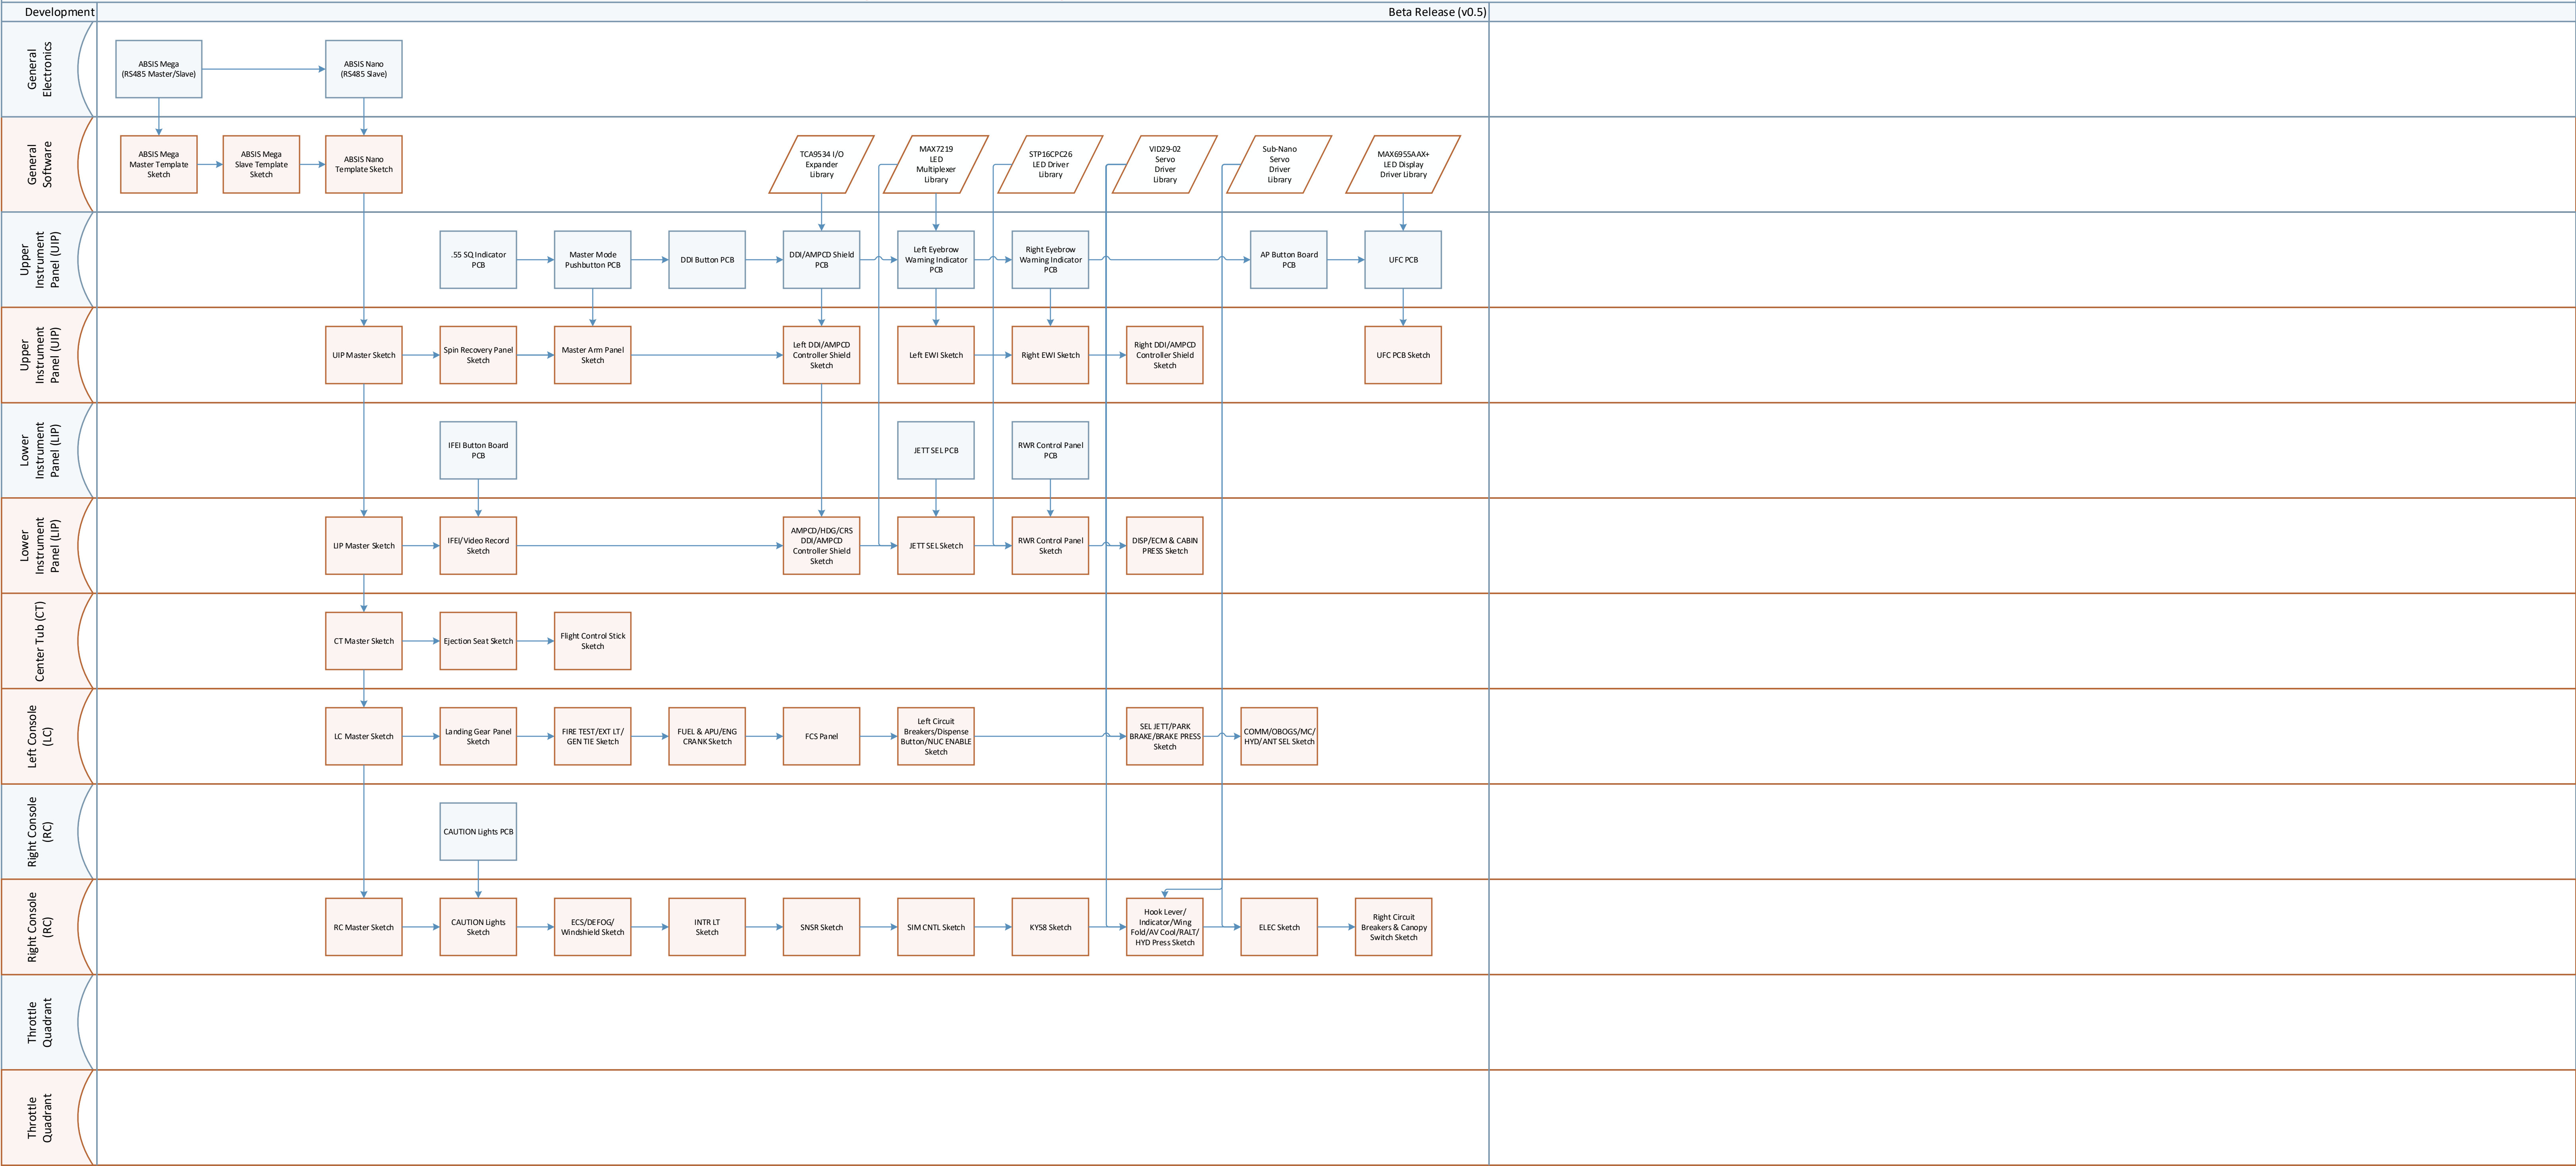 Development
Beta Release (v0.5)
General
Electronics
ABSIS Mega
(RS485 Master/Slave)
ABSIS Nano
(RS485 Slave)
General
Software
ABSIS Mega
Master Template
Sketch
ABSIS Mega
Slave Template
Sketch
ABSIS Nano
Template Sketch
TCA9534 I/O
Expander
Library
MAX7219
LED
Multiplexer
Library
STP16CPC26
LED Driver
Library
VID29-02
Servo
Driver
Library
Sub-Nano
Servo
Driver
Library
MAX6955AAX+
LED Display
Driver Library
Upper
Instrument
Panel (UIP)
.55 SQ Indicator
PCB
Master Mode
Pushbutton PCB
DDI Button PCB
DDI/AMPCD Shield
PCB
Left Eyebrow
Warning Indicator
PCB
Right Eyebrow
Warning Indicator
PCB
AP Button Board
PCB
UFC PCB
Upper
Instrument
Panel (UIP)
UIP Master Sketch
Spin Recovery Panel
Sketch
Master Arm Panel
Sketch
Left DDI/AMPCD
Controller Shield
Sketch
Left EWI Sketch
Right EWI Sketch
Right DDI/AMPCD
Controller Shield
Sketch
UFC PCB Sketch
Lower
Instrument
Panel (LIP)
IFEI Button Board
PCB
JETT SEL PCB
RWR Control Panel
PCB
Lower
Instrument
Panel (LIP)
LIP Master Sketch
IFEI/Video Record
Sketch
AMPCD/HDG/CRS
DDI/AMPCD
Controller Shield
Sketch
JETT SEL Sketch
RWR Control Panel
Sketch
DISP/ECM & CABIN
PRESS Sketch
Center Tub (CT)
CT Master Sketch
Ejection Seat Sketch
Flight Control Stick
Sketch
Left Console
(LC)
LC Master Sketch
Landing Gear Panel
Sketch
FIRE TEST/EXT LT/
GEN TIE Sketch
FUEL & APU/ENG
CRANK Sketch
FCS Panel
Left Circuit
Breakers/Dispense
Button/NUC ENABLE
Sketch
SEL JETT/PARK
BRAKE/BRAKE PRESS
Sketch
COMM/OBOGS/MC/
HYD/ANT SEL Sketch
Right Console
(RC)
CAUTION Lights PCB
Right Console
(RC)
RC Master Sketch
CAUTION Lights
Sketch
ECS/DEFOG/
Windshield Sketch
INTR LT
Sketch
SNSR Sketch
SIM CNTL Sketch
KY58 Sketch
Hook Lever/
Indicator/Wing
Fold/AV Cool/RALT/
HYD Press Sketch
ELEC Sketch
Right Circuit
Breakers & Canopy
Switch Sketch
Throttle
Quadrant
Throttle
Quadrant